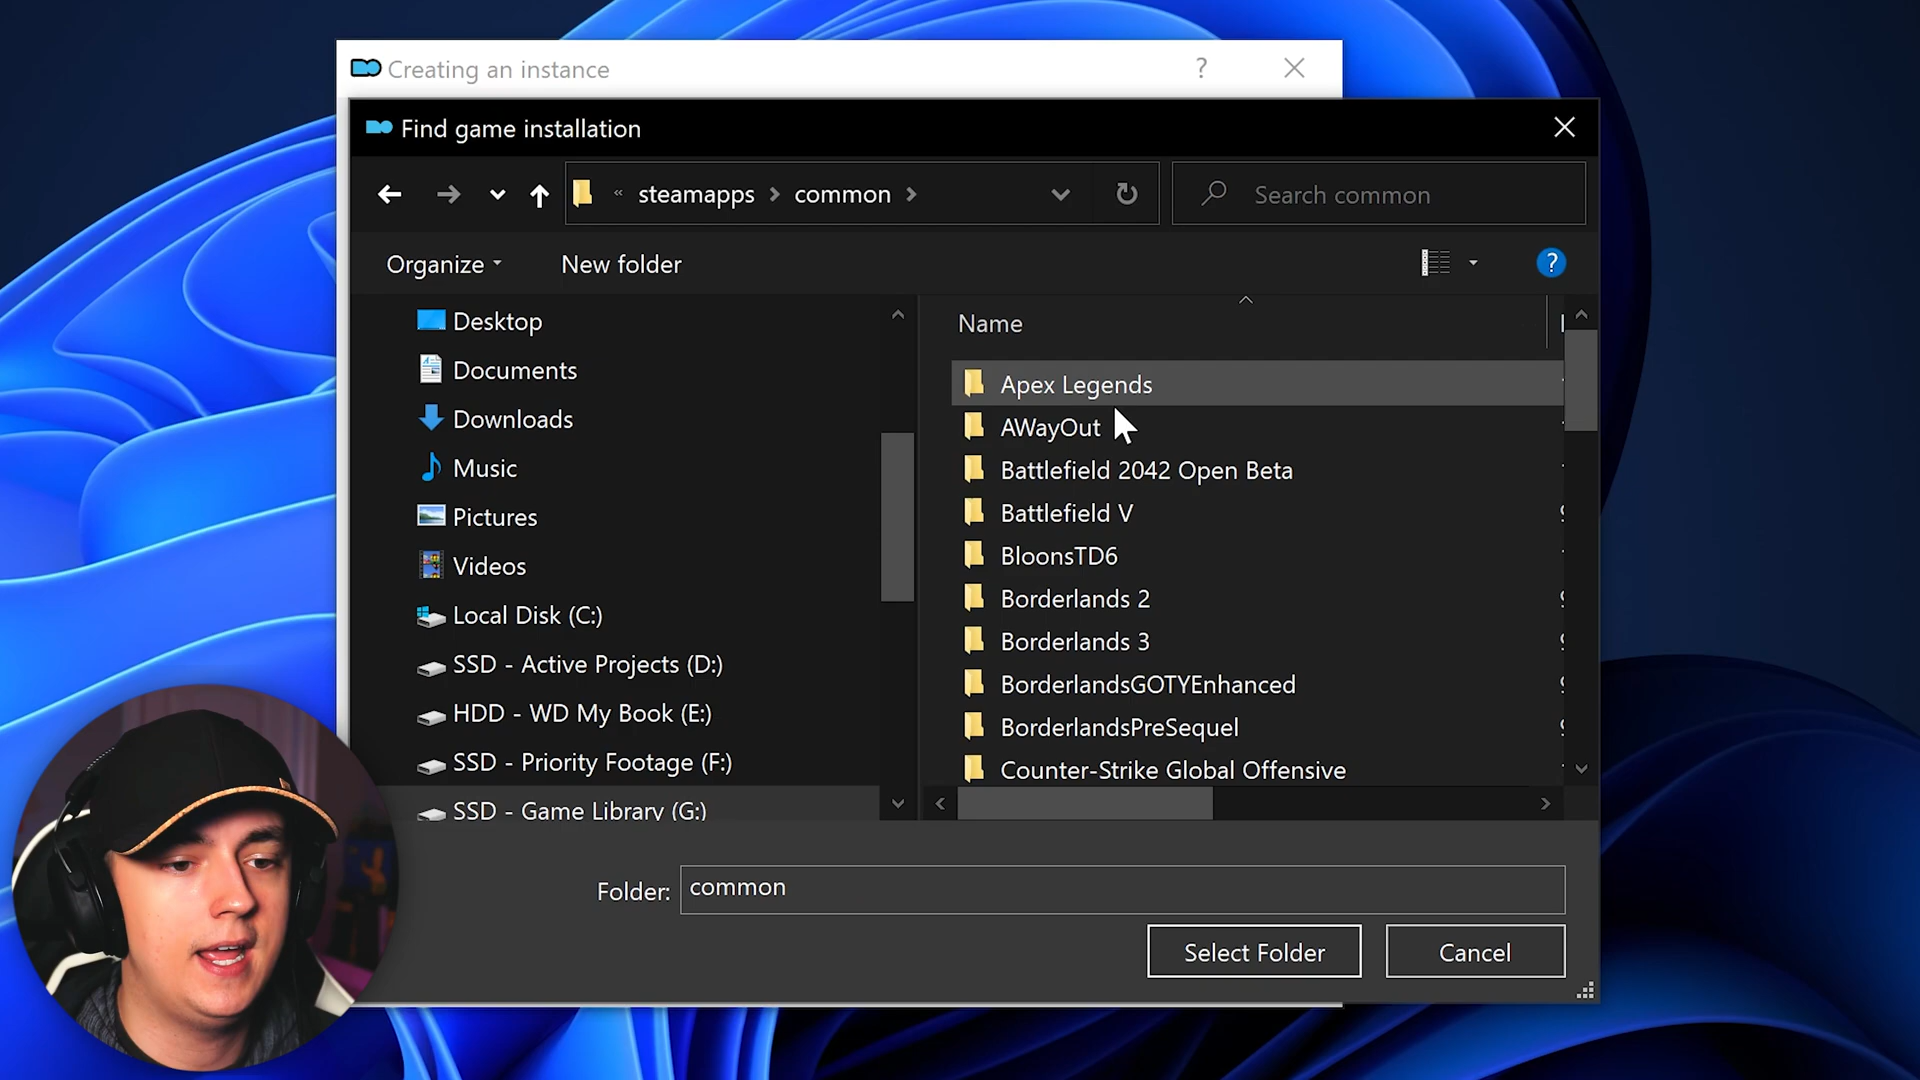 Creating an instance
?
Find game installation
« steamapps > common >
Search common
Organize
New folder
?
Desktop
Documents
Downloads
Music
Pictures
Videos
Local Disk (C:)
SSD - Active Projects (D:)
HDD - WD My Book (E:)
SSD - Priority Footage (F:)
SSD - Game Library (G:)
Name
Apex Legends
AWayOut
Battlefield 2042 Open Beta
Battlefield V
BloonsTD6
Borderlands 2
Borderlands 3
BorderlandsGOTYEnhanced
BorderlandsPreSequel
Counter-Strike Global Offensive
Folder: common
Select Folder
Cancel